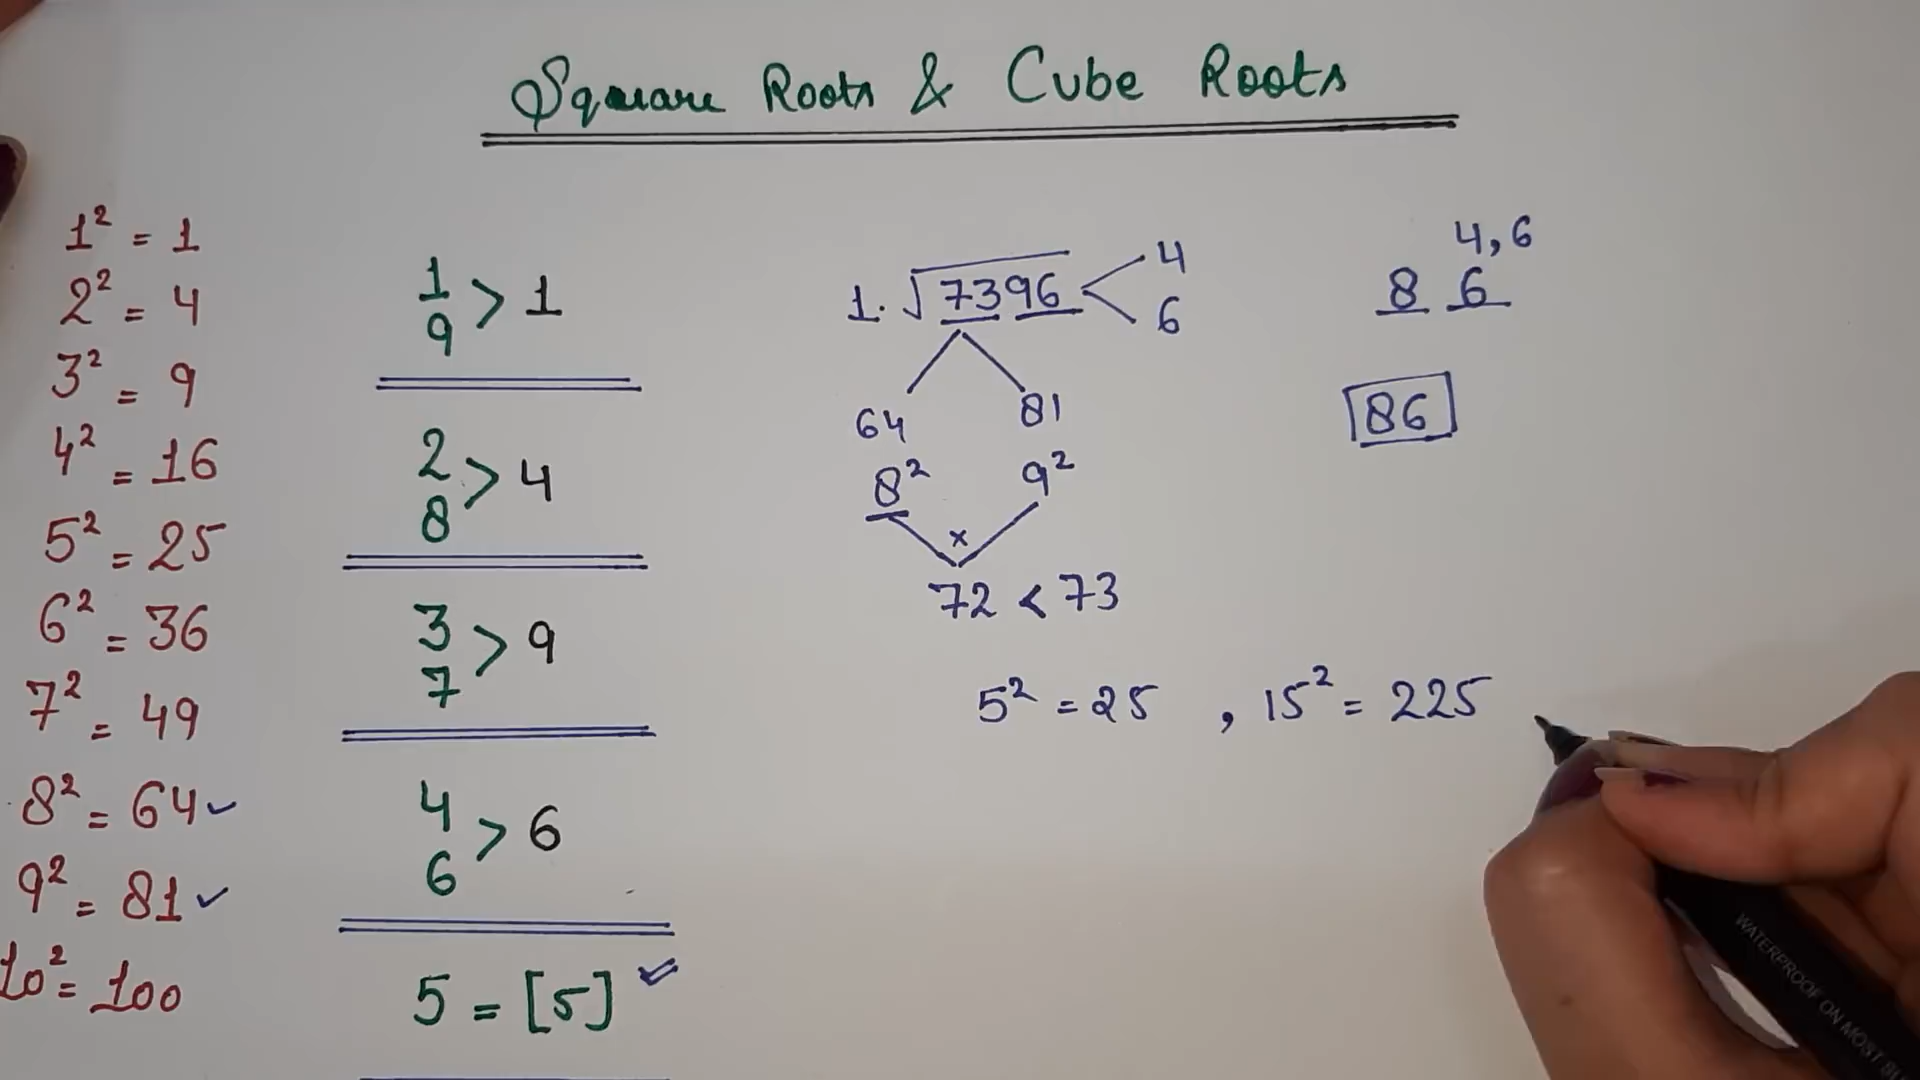 Square Roots & Cube Roots
1² = 1
2² = 4
3² = 9
4² = 16
5² = 25
6² = 36
7² = 49
8² = 64 ✓
9² = 81 ✓
10² = 100
1
9 > 1
2
8 > 4
3
7 > 9
4
6 > 6
5 = [5] ✓
1. √7396 < 4
6
64 81
8² 9²
×
72 < 73
4, 6
8 6
86
5² = 25 , 15² = 225
WATERPROOF ON MOST SU